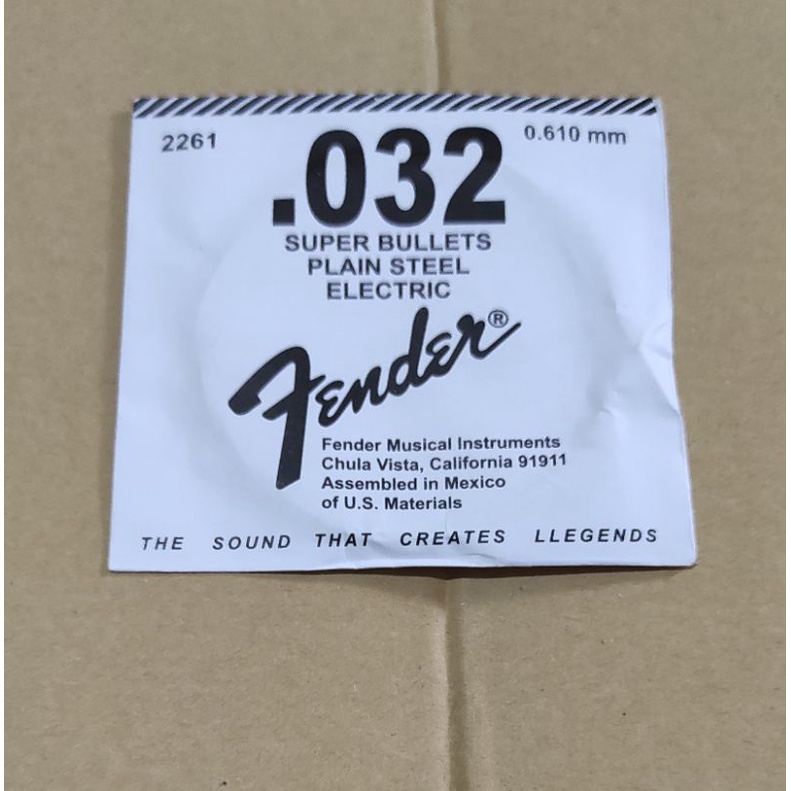 2261
.032
0.610 mm
SUPER BULLETS
PLAIN STEEL
ELECTRIC
Fender®
Fender Musical Instruments
Chula Vista, California 91911
Assembled in Mexico
of U.S. Materials
THE SOUND THAT CREATES LLEGENDS